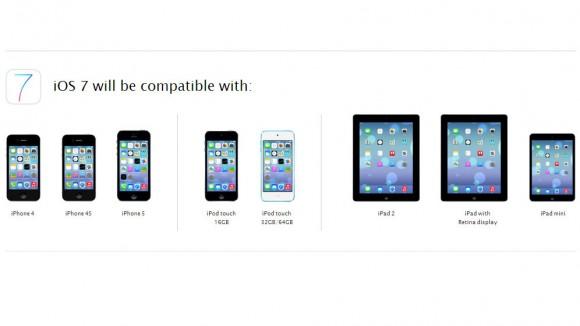 7
iOS 7 will be compatible with:
iPhone 4
iPhone 4S
iPhone 5
iPod touch
16GB
iPod touch
32GB/64GB
iPad 2
iPad with
Retina display
iPad mini